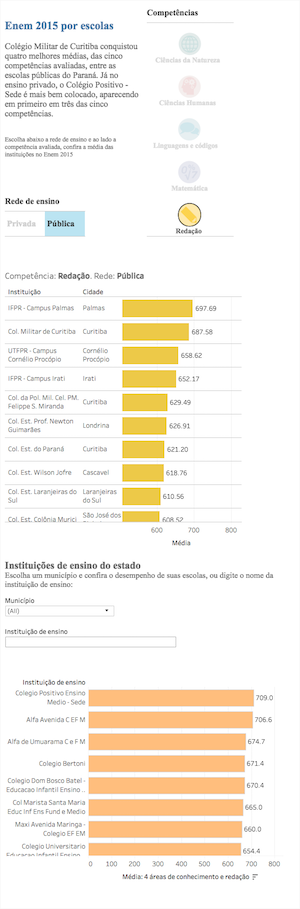 Enem 2015 por escolas
Colégio Militar de Curitiba conquistou
quatro melhores médias, das cinco
competências avaliadas, entre as
escolas públicas do Paraná. Já no
ensino privado, o Colégio Positivo -
Sede é mais bem colocado, aparecendo
em primeiro em três das cinco
competências.
Escolha abaixo a rede de ensino e ao lado a
competência avaliada, confira a média das
instituições no Enem 2015
Rede de ensino
Privada Pública
Competências
Ciências da Natureza
Ciências Humanas
Linguagens e códigos
Matemática
Redação
Competência: Redação. Rede: Pública
Instituição Cidade
IFPR - Campus Palmas Palmas 697.69
Col. Militar de Curitiba Curitiba 687.58
UTFPR - Campus Cornélio
Cornélio Procópio Procópio 658.62
IFPR - Campus Irati Irati 652.17
Col. da Pol. Mil. Cel. PM.
Felippe S. Miranda Curitiba 629.49
Col. Est. Prof. Newton
Guimarães Londrina 626.91
Col. Est. do Paraná Curitiba 621.20
Col. Est. Wilson Jofre Cascavel 618.76
Col. Est. Laranjeiras do Laranjeiras
Sul do Sul 610.56
Col. Est. Colônia Murici São José dos 608.52
600 700 800
Média
Instituições de ensino do estado
Escolha um município e confira o desempenho de suas escolas, ou digite o nome da
instituição de ensino:
Município
(All)
Instituição de ensino
Instituição de ensino
Colegio Positivo Ensino
Medio - Sede 709.0
Alfa Avenida C EF M 706.6
Alfa de Umuarama C e F M 674.7
Colegio Bertoni 671.4
Colegio Dom Bosco Batel -
Educacao Infantil Ensino .. 670.4
Col Marista Santa Maria
Educ Inf Ens Fund e Medio 665.0
Maxi Avenida Maringa -
Colegio EF EM 660.0
Colegio Universitario
Educacao Infantil Ensino.... 654.4
0 100 200 300 400 500 600 700 800
Média: 4 áreas de conhecimento e redação